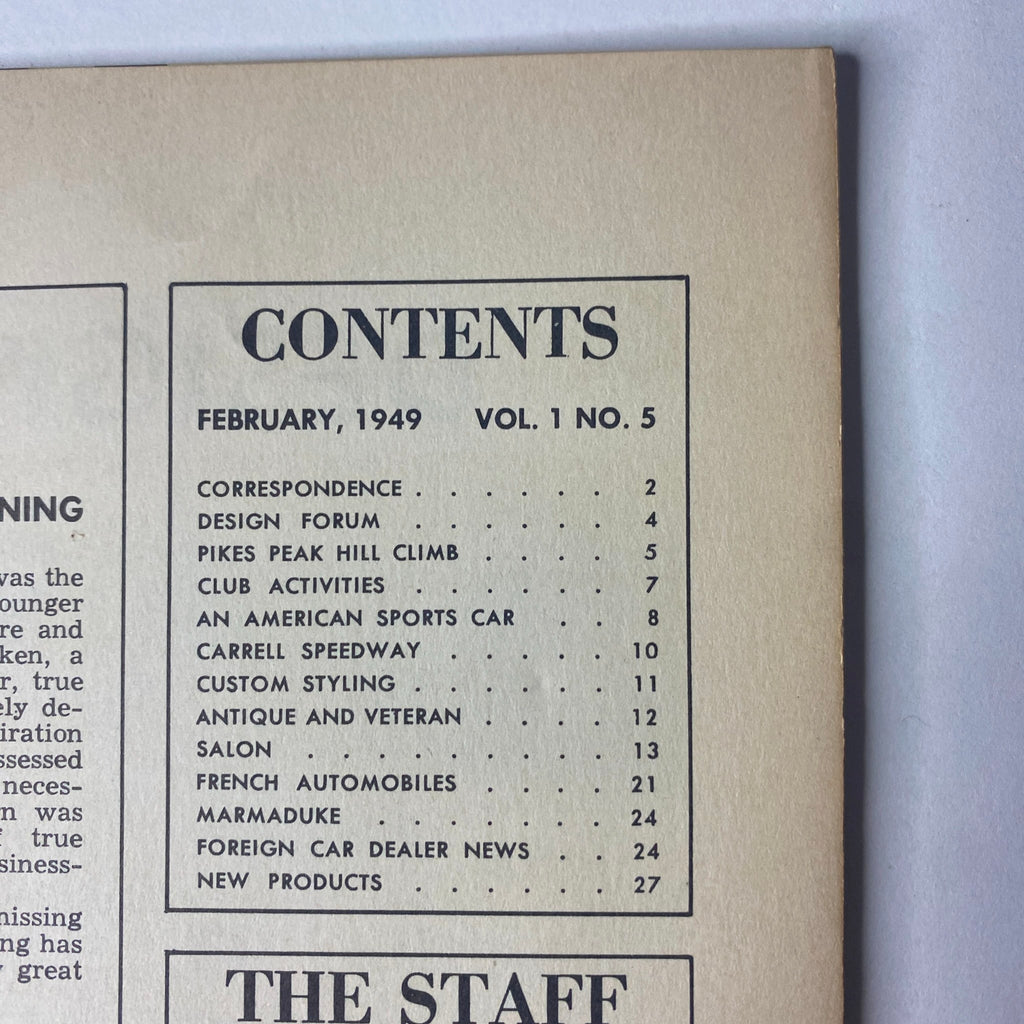 NING
was the
ounger
re and
ken, a
r, true
ely de-
iration
ssessed
neces-
n was
true
siness-
nissing
ng has
great
CONTENTS
FEBRUARY, 1949 VOL. 1 NO. 5
CORRESPONDENCE . . . . . . 2
DESIGN FORUM . . . . . . 4
PIKES PEAK HILL CLIMB . . . . 5
CLUB ACTIVITIES . . . . . . 7
AN AMERICAN SPORTS CAR . . 8
CARRELL SPEEDWAY . . . . . 10
CUSTOM STYLING . . . . . . 11
ANTIQUE AND VETERAN . . . . 12
SALON . . . . . . . . . 13
FRENCH AUTOMOBILES . . . . 21
MARMADUKE . . . . . . . 24
FOREIGN CAR DEALER NEWS . . 24
NEW PRODUCTS . . . . . . 27
THE STAFF